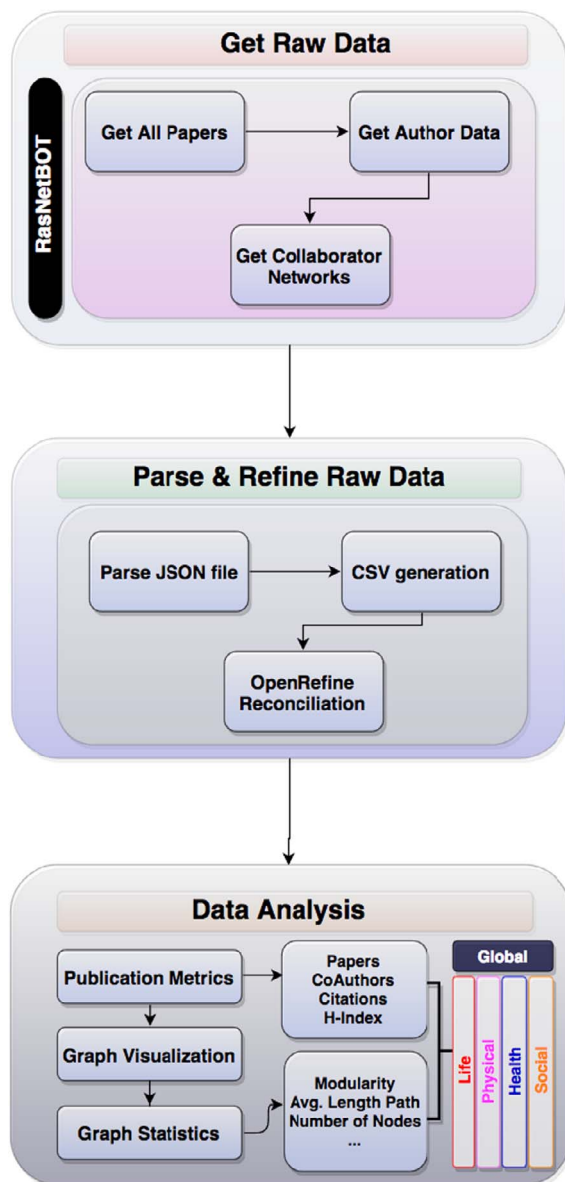 Get Raw Data
RasNetBOT
Get All Papers
Get Author Data
Get Collaborator
Networks
Parse & Refine Raw Data
Parse JSON file
CSV generation
OpenRefine
Reconciliation
Data Analysis
Publication Metrics
Papers
CoAuthors
Citations
H-Index
Global
Graph Visualization
Life
Physical
Health
Social
Graph Statistics
Modularity
Avg. Length Path
Number of Nodes
...